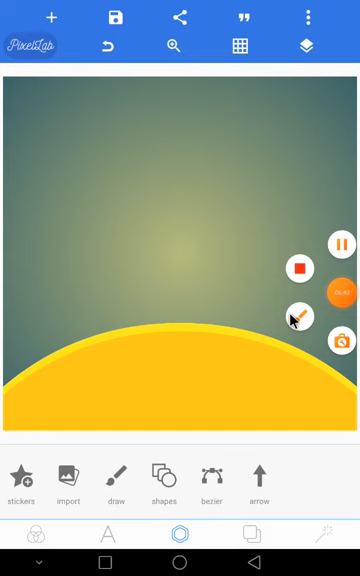 PixelLab
stickers
import
draw
shapes
bezier
arrow